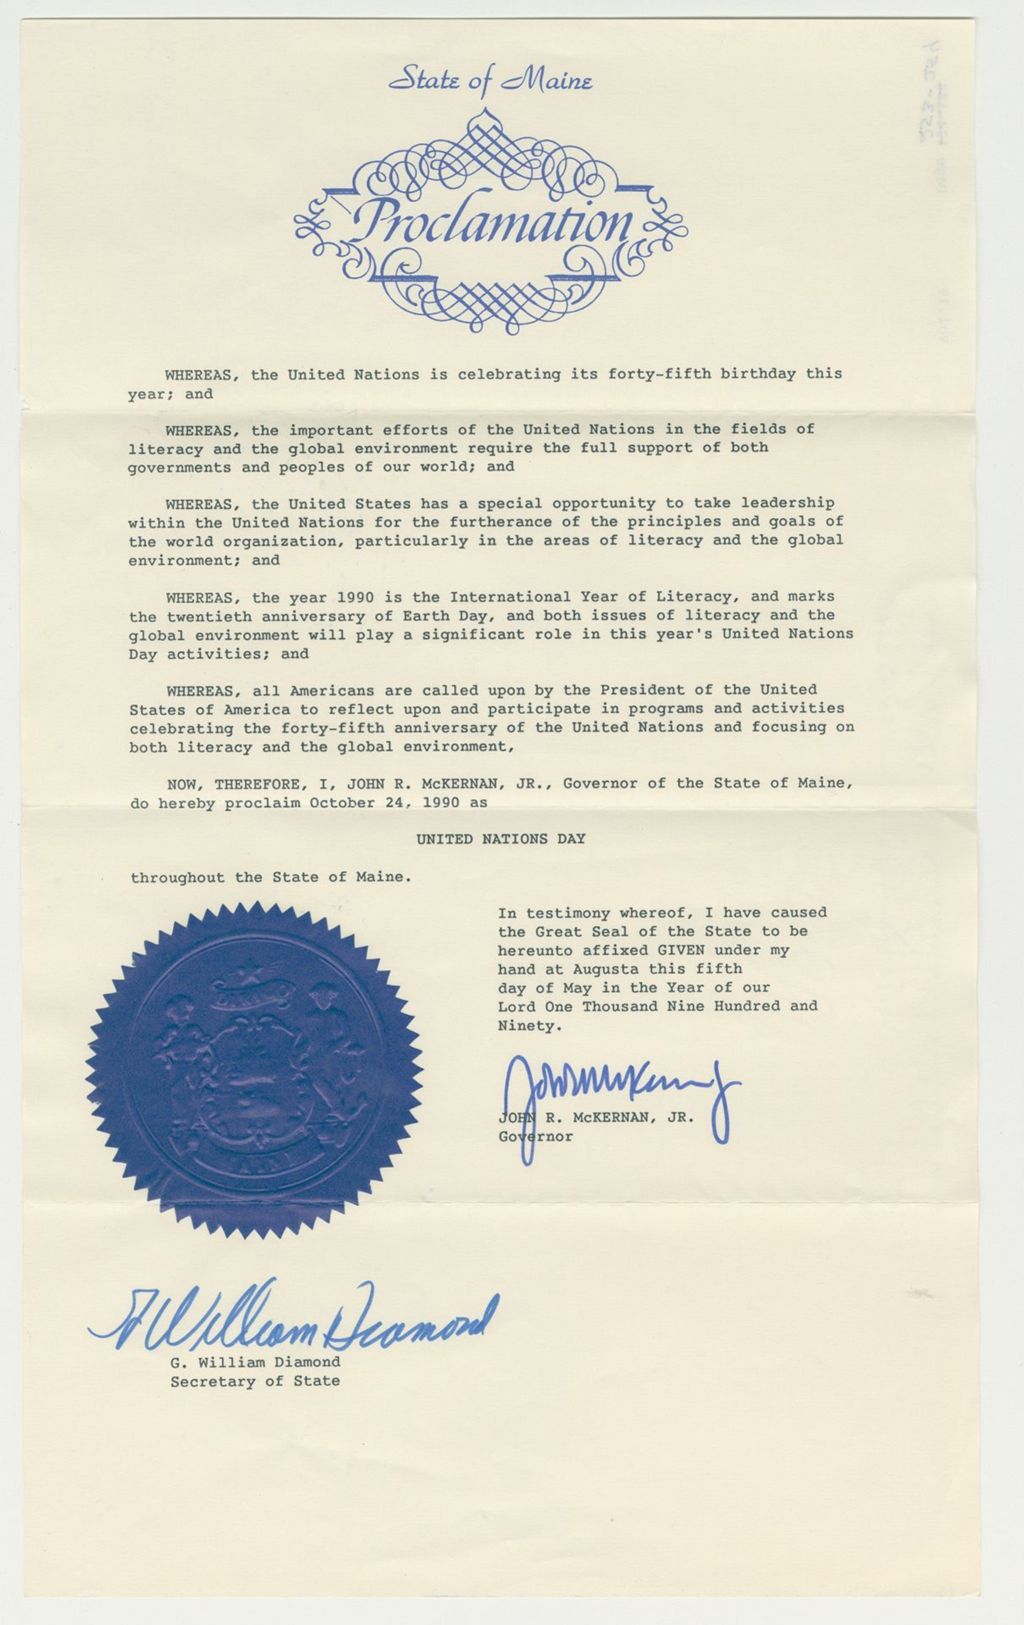 State of Maine
Proclamation
WHEREAS, the United Nations is celebrating its forty-fifth birthday this
year; and
WHEREAS, the important efforts of the United Nations in the fields of
literacy and the global environment require the full support of both
governments and peoples of our world; and
WHEREAS, the United States has a special opportunity to take leadership
within the United Nations for the furtherance of the principles and goals of
the world organization, particularly in the areas of literacy and the global
environment; and
WHEREAS, the year 1990 is the International Year of Literacy, and marks
the twentieth anniversary of Earth Day, and both issues of literacy and the
global environment will play a significant role in this year's United Nations
Day activities; and
WHEREAS, all Americans are called upon by the President of the United
States of America to reflect upon and participate in programs and activities
celebrating the forty-fifth anniversary of the United Nations and focusing on
both literacy and the global environment,
NOW, THEREFORE, I, JOHN R. McKERNAN, JR., Governor of the State of Maine,
do hereby proclaim October 24, 1990 as
UNITED NATIONS DAY
throughout the State of Maine.
In testimony whereof, I have caused
the Great Seal of the State to be
hereunto affixed GIVEN under my
hand at Augusta this fifth
day of May in the Year of our
Lord One Thousand Nine Hundred and
Ninety.
John McKernan Jr
JOHN R. McKERNAN, JR.
Governor
G William Diamond
G. William Diamond
Secretary of State